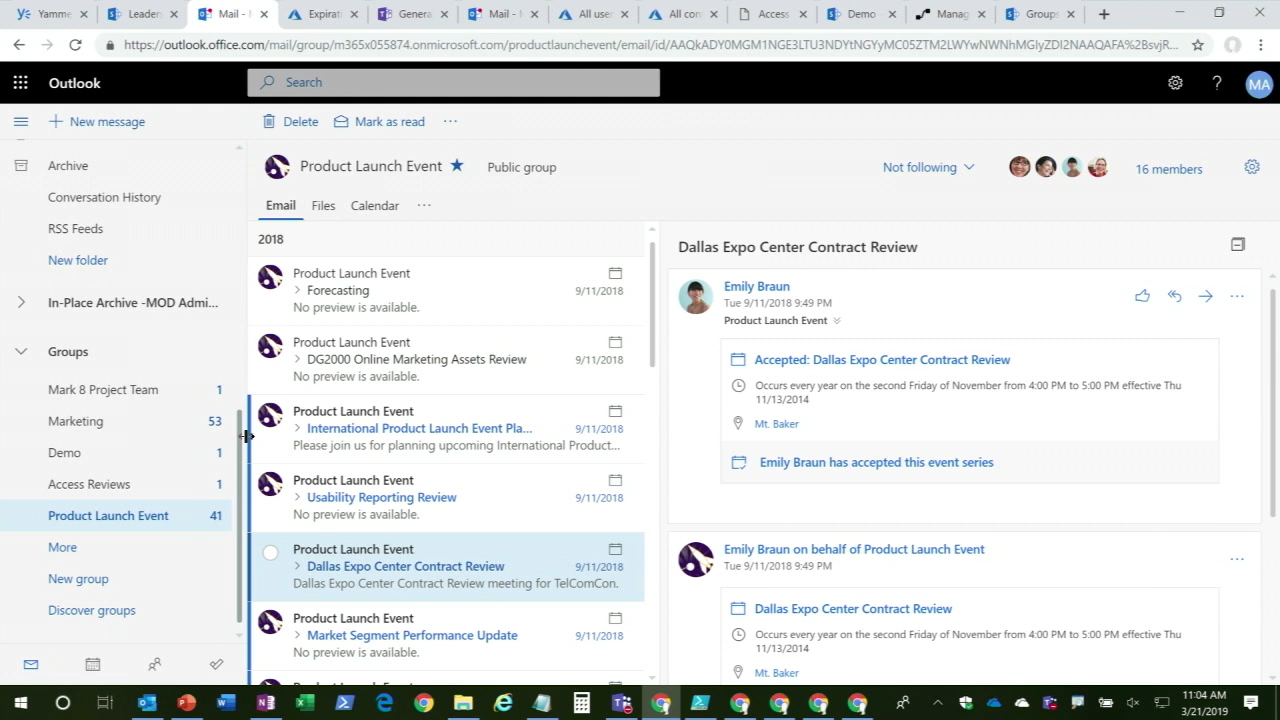 Yamme
Leader
Mail -
Expirati
Genera
Mail -
All user
All con
Access
Demo
Manag
Groups
https://outlook.office.com/mail/group/m365x055874.onmicrosoft.com/productlaunchevent/email/id/
Outlook
Search
MA
New message
Delete
Mark as read
Archive
Conversation History
RSS Feeds
New folder
In-Place Archive -MOD Admi...
Groups
Mark 8 Project Team 1
Marketing 53
Demo 1
Access Reviews 1
Product Launch Event 41
More
New group
Discover groups
Product Launch Event
Public group
Not following
16 members
Email Files Calendar
2018
Product Launch Event
Forecasting 9/11/2018
No preview is available.
Product Launch Event
DG2000 Online Marketing Assets Review 9/11/2018
No preview is available.
Product Launch Event
International Product Launch Event Pla... 9/11/2018
Please join us for planning upcoming International Product...
Product Launch Event
Usability Reporting Review 9/11/2018
No preview is available.
Product Launch Event
Dallas Expo Center Contract Review 9/11/2018
Dallas Expo Center Contract Review meeting for TelComCon.
Product Launch Event
Market Segment Performance Update 9/11/2018
No preview is available.
Dallas Expo Center Contract Review
Emily Braun
Tue 9/11/2018 9:49 PM
Product Launch Event
Accepted: Dallas Expo Center Contract Review
Occurs every year on the second Friday of November from 4:00 PM to 5:00 PM effective Thu
11/13/2014
Mt. Baker
Emily Braun has accepted this event series
Emily Braun on behalf of Product Launch Event
Tue 9/11/2018 9:49 PM
Dallas Expo Center Contract Review
Occurs every year on the second Friday of November from 4:00 PM to 5:00 PM effective Thu
11/13/2014
Mt. Baker
11:04 AM
3/21/2019